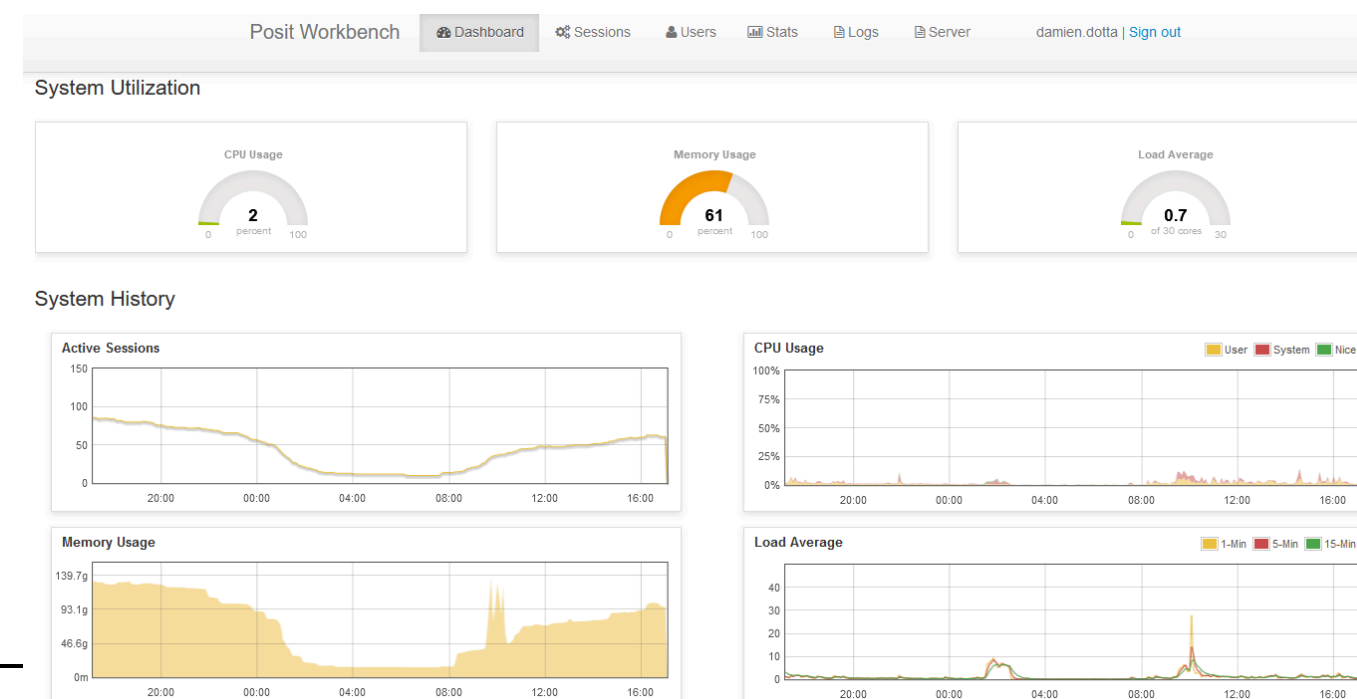 Posit Workbench Dashboard Sessions Users Stats Logs Server damien.dotta | Sign out
System Utilization
CPU Usage
2
percent
0 100
Memory Usage
61
percent
0 100
Load Average
0.7
of 30 cores
0 30
System History
Active Sessions
150
100
50
0
20:00 00:00 04:00 08:00 12:00 16:00
CPU Usage
User System Nice
100%
75%
50%
25%
0%
20:00 00:00 04:00 08:00 12:00 16:00
Memory Usage
139.7g
93.1g
46.6g
0m
20:00 00:00 04:00 08:00 12:00 16:00
Load Average
1-Min 5-Min 15-Min
40
30
20
10
0
20:00 00:00 04:00 08:00 12:00 16:00